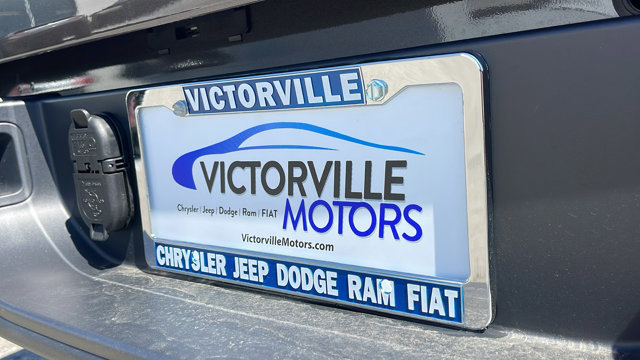 VICTORVILLE
VICTORVILLE
Chrysler | Jeep | Dodge | Ram | FIAT
MOTORS
VictorvilleMotors.com
CHRYSLER JEEP DODGE RAM FIAT